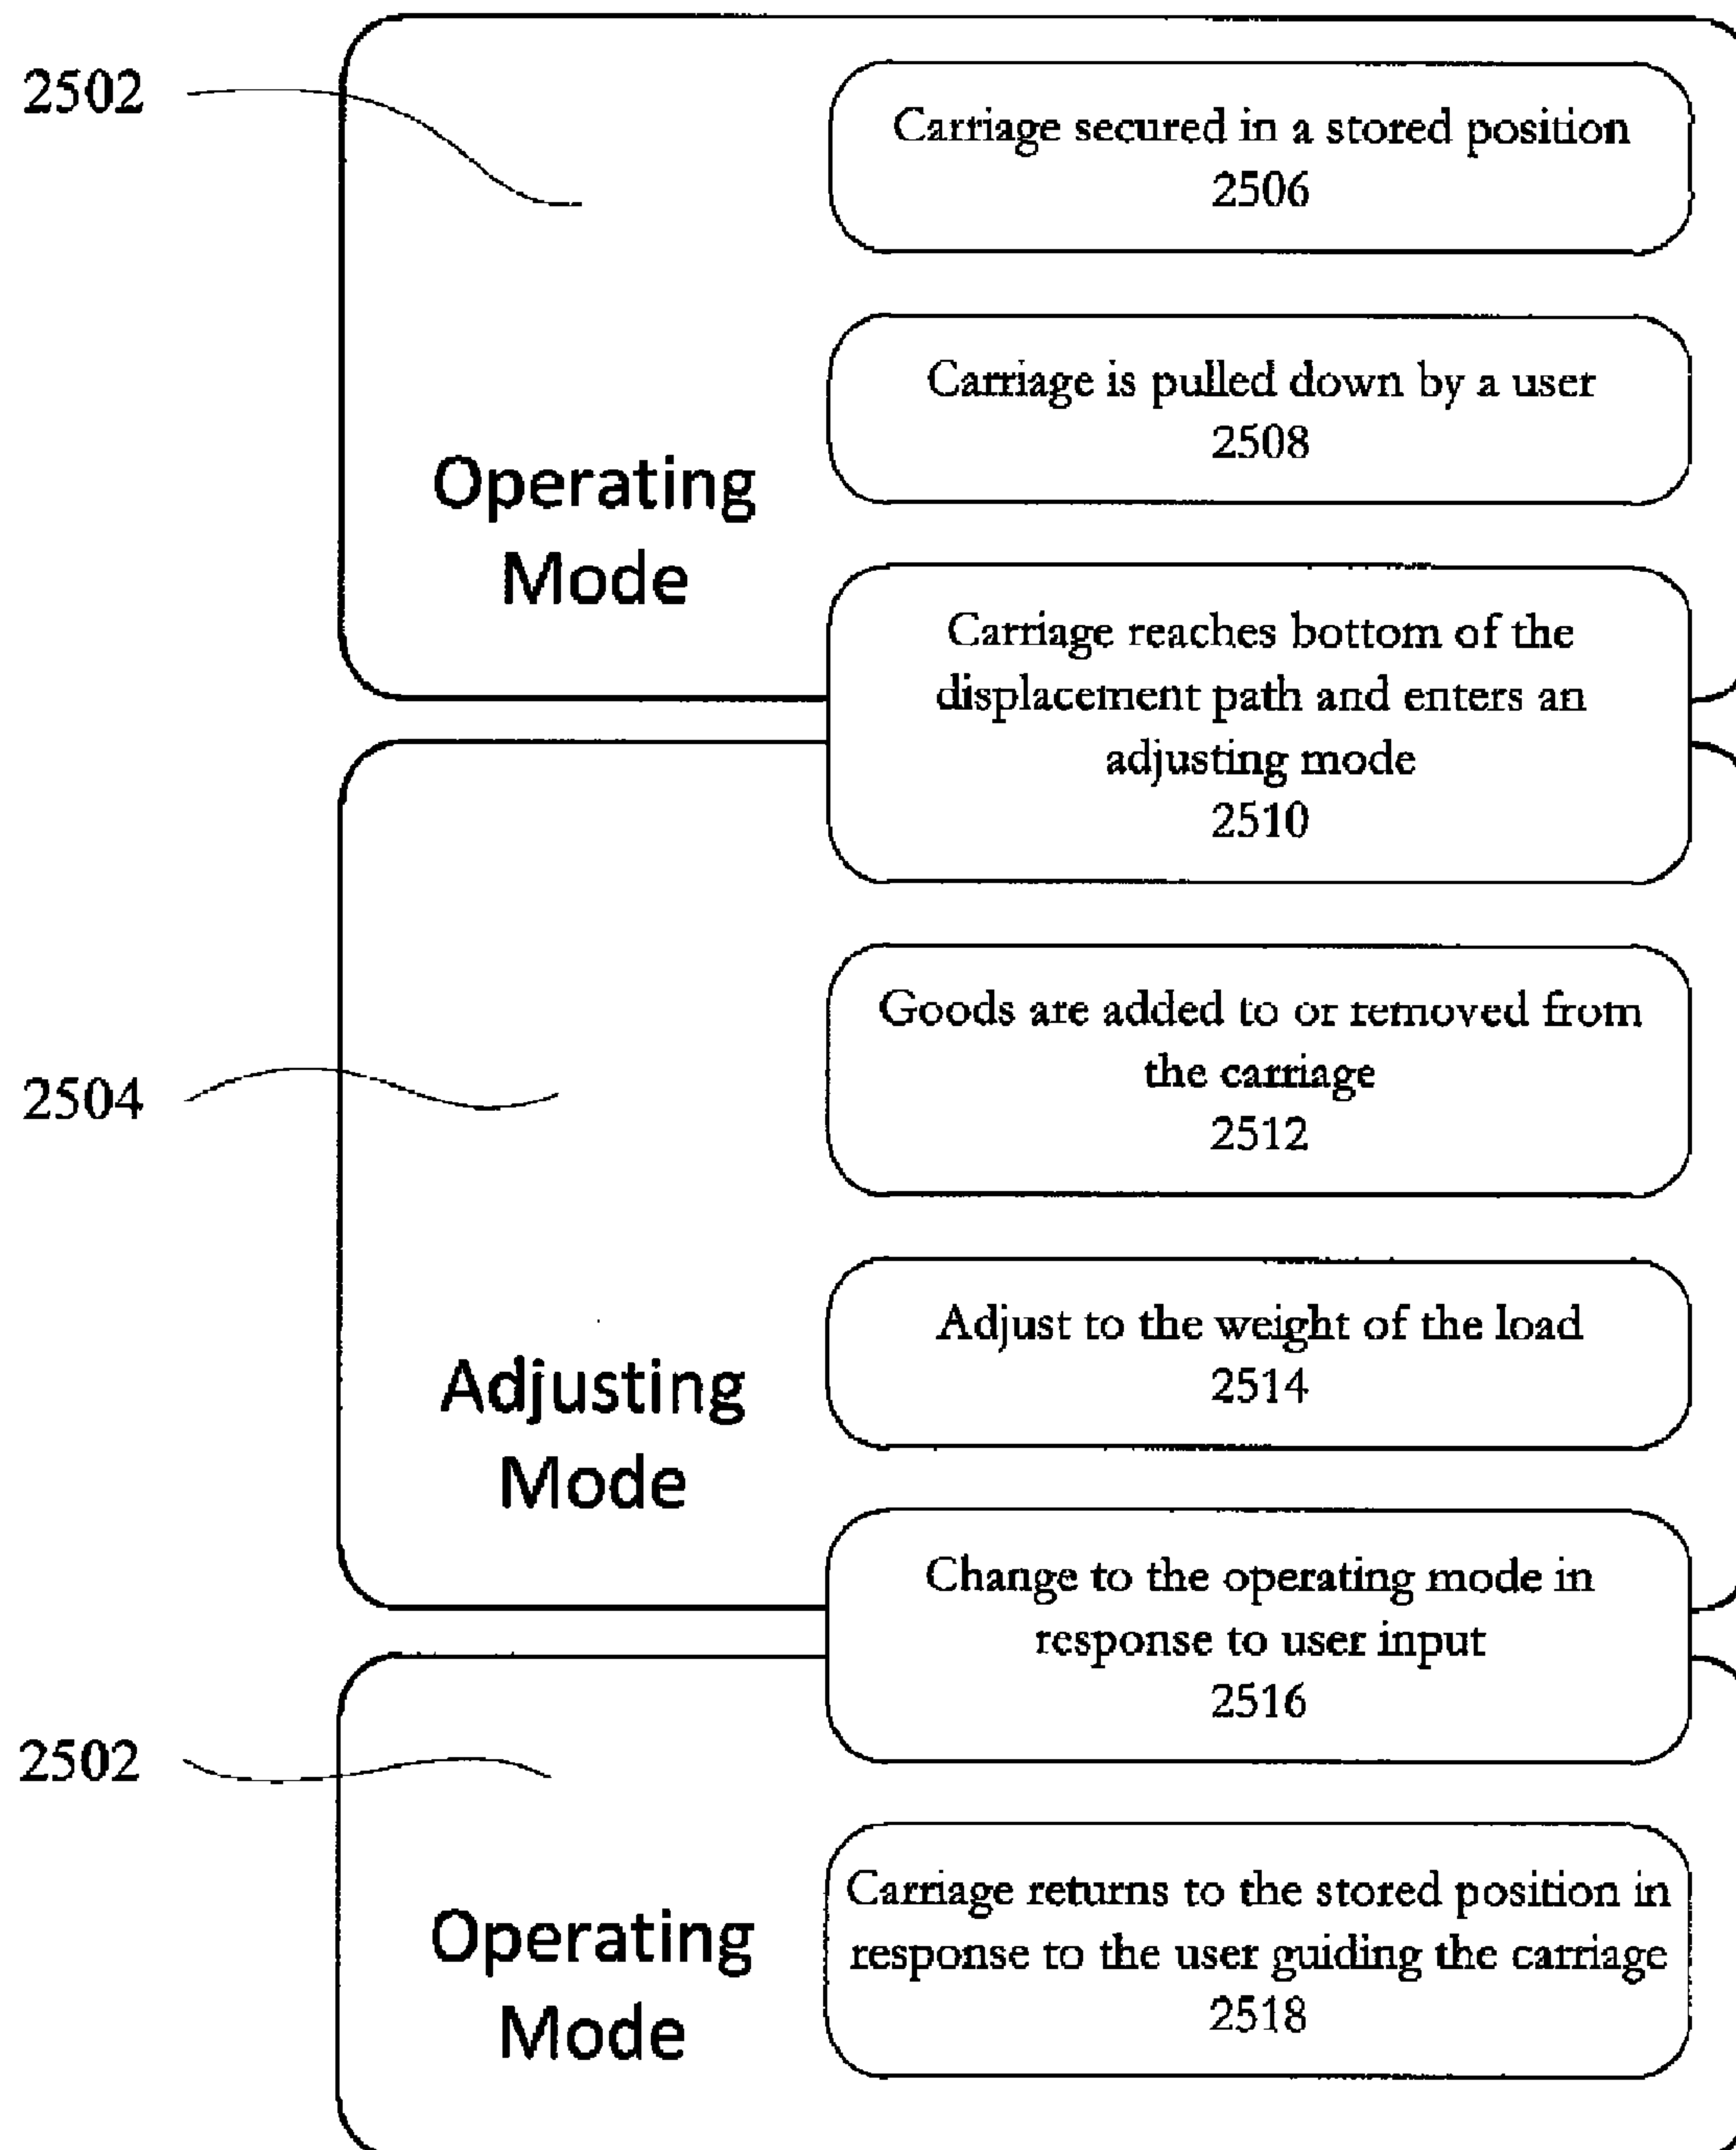 2502
Carriage secured in a stored position
2506
Carriage is pulled down by a user
2508
Operating
Mode
Carriage reaches bottom of the
displacement path and enters an
adjusting mode
2510
2504
Goods are added to or removed from
the carriage
2512
Adjust to the weight of the load
2514
Adjusting
Mode
Change to the operating mode in
response to user input
2516
2502
Carriage returns to the stored position in
response to the user guiding the carriage
2518
Operating
Mode